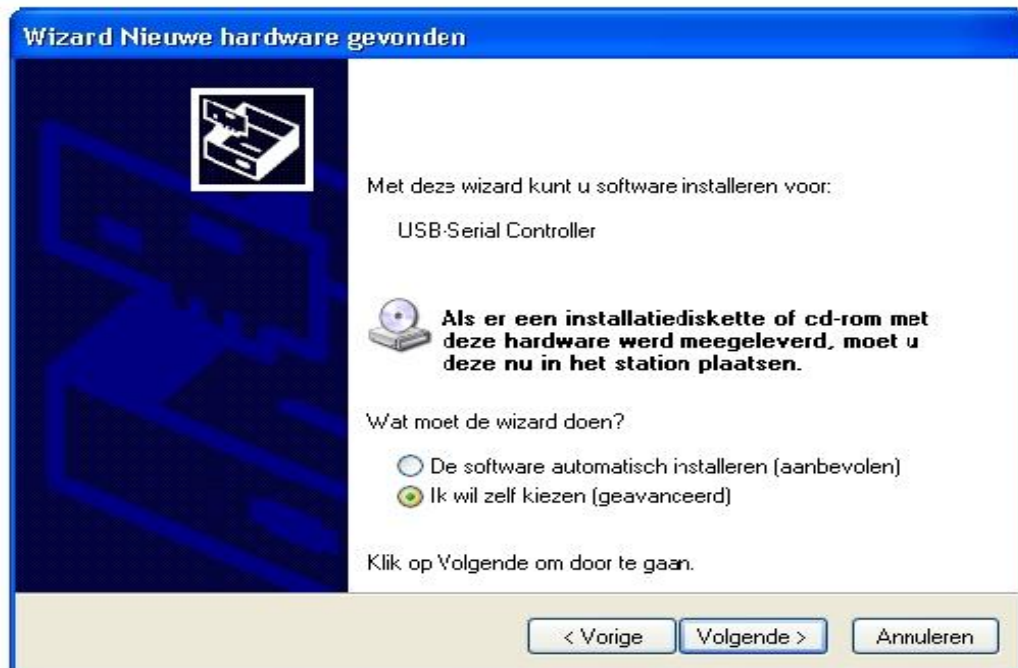 Wizard Nieuwe hardware gevonden
Met deze wizard kunt u software installeren voor:
USB-Serial Controller
Als er een installatiediskette of cd-rom met
deze hardware werd meegeleverd, moet u
deze nu in het station plaatsen.
Wat moet de wizard doen?
De software automatisch installeren (aanbevolen)
Ik wil zelf kiezen (geavanceerd)
Klik op Volgende om door te gaan.
< Vorige
Volgende >
Annuleren